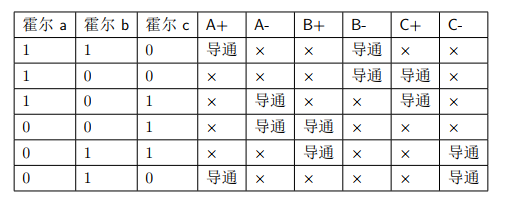 霍尔 a 霍尔 b 霍尔 c A+ A- B+ B- C+ C-
1 1 0 导通 × × 导通 × ×
1 0 0 × × × 导通 导通 ×
1 0 1 × 导通 × × 导通 ×
0 0 1 × 导通 导通 × × ×
0 1 1 × × 导通 × × 导通
0 1 0 导通 × × × × 导通